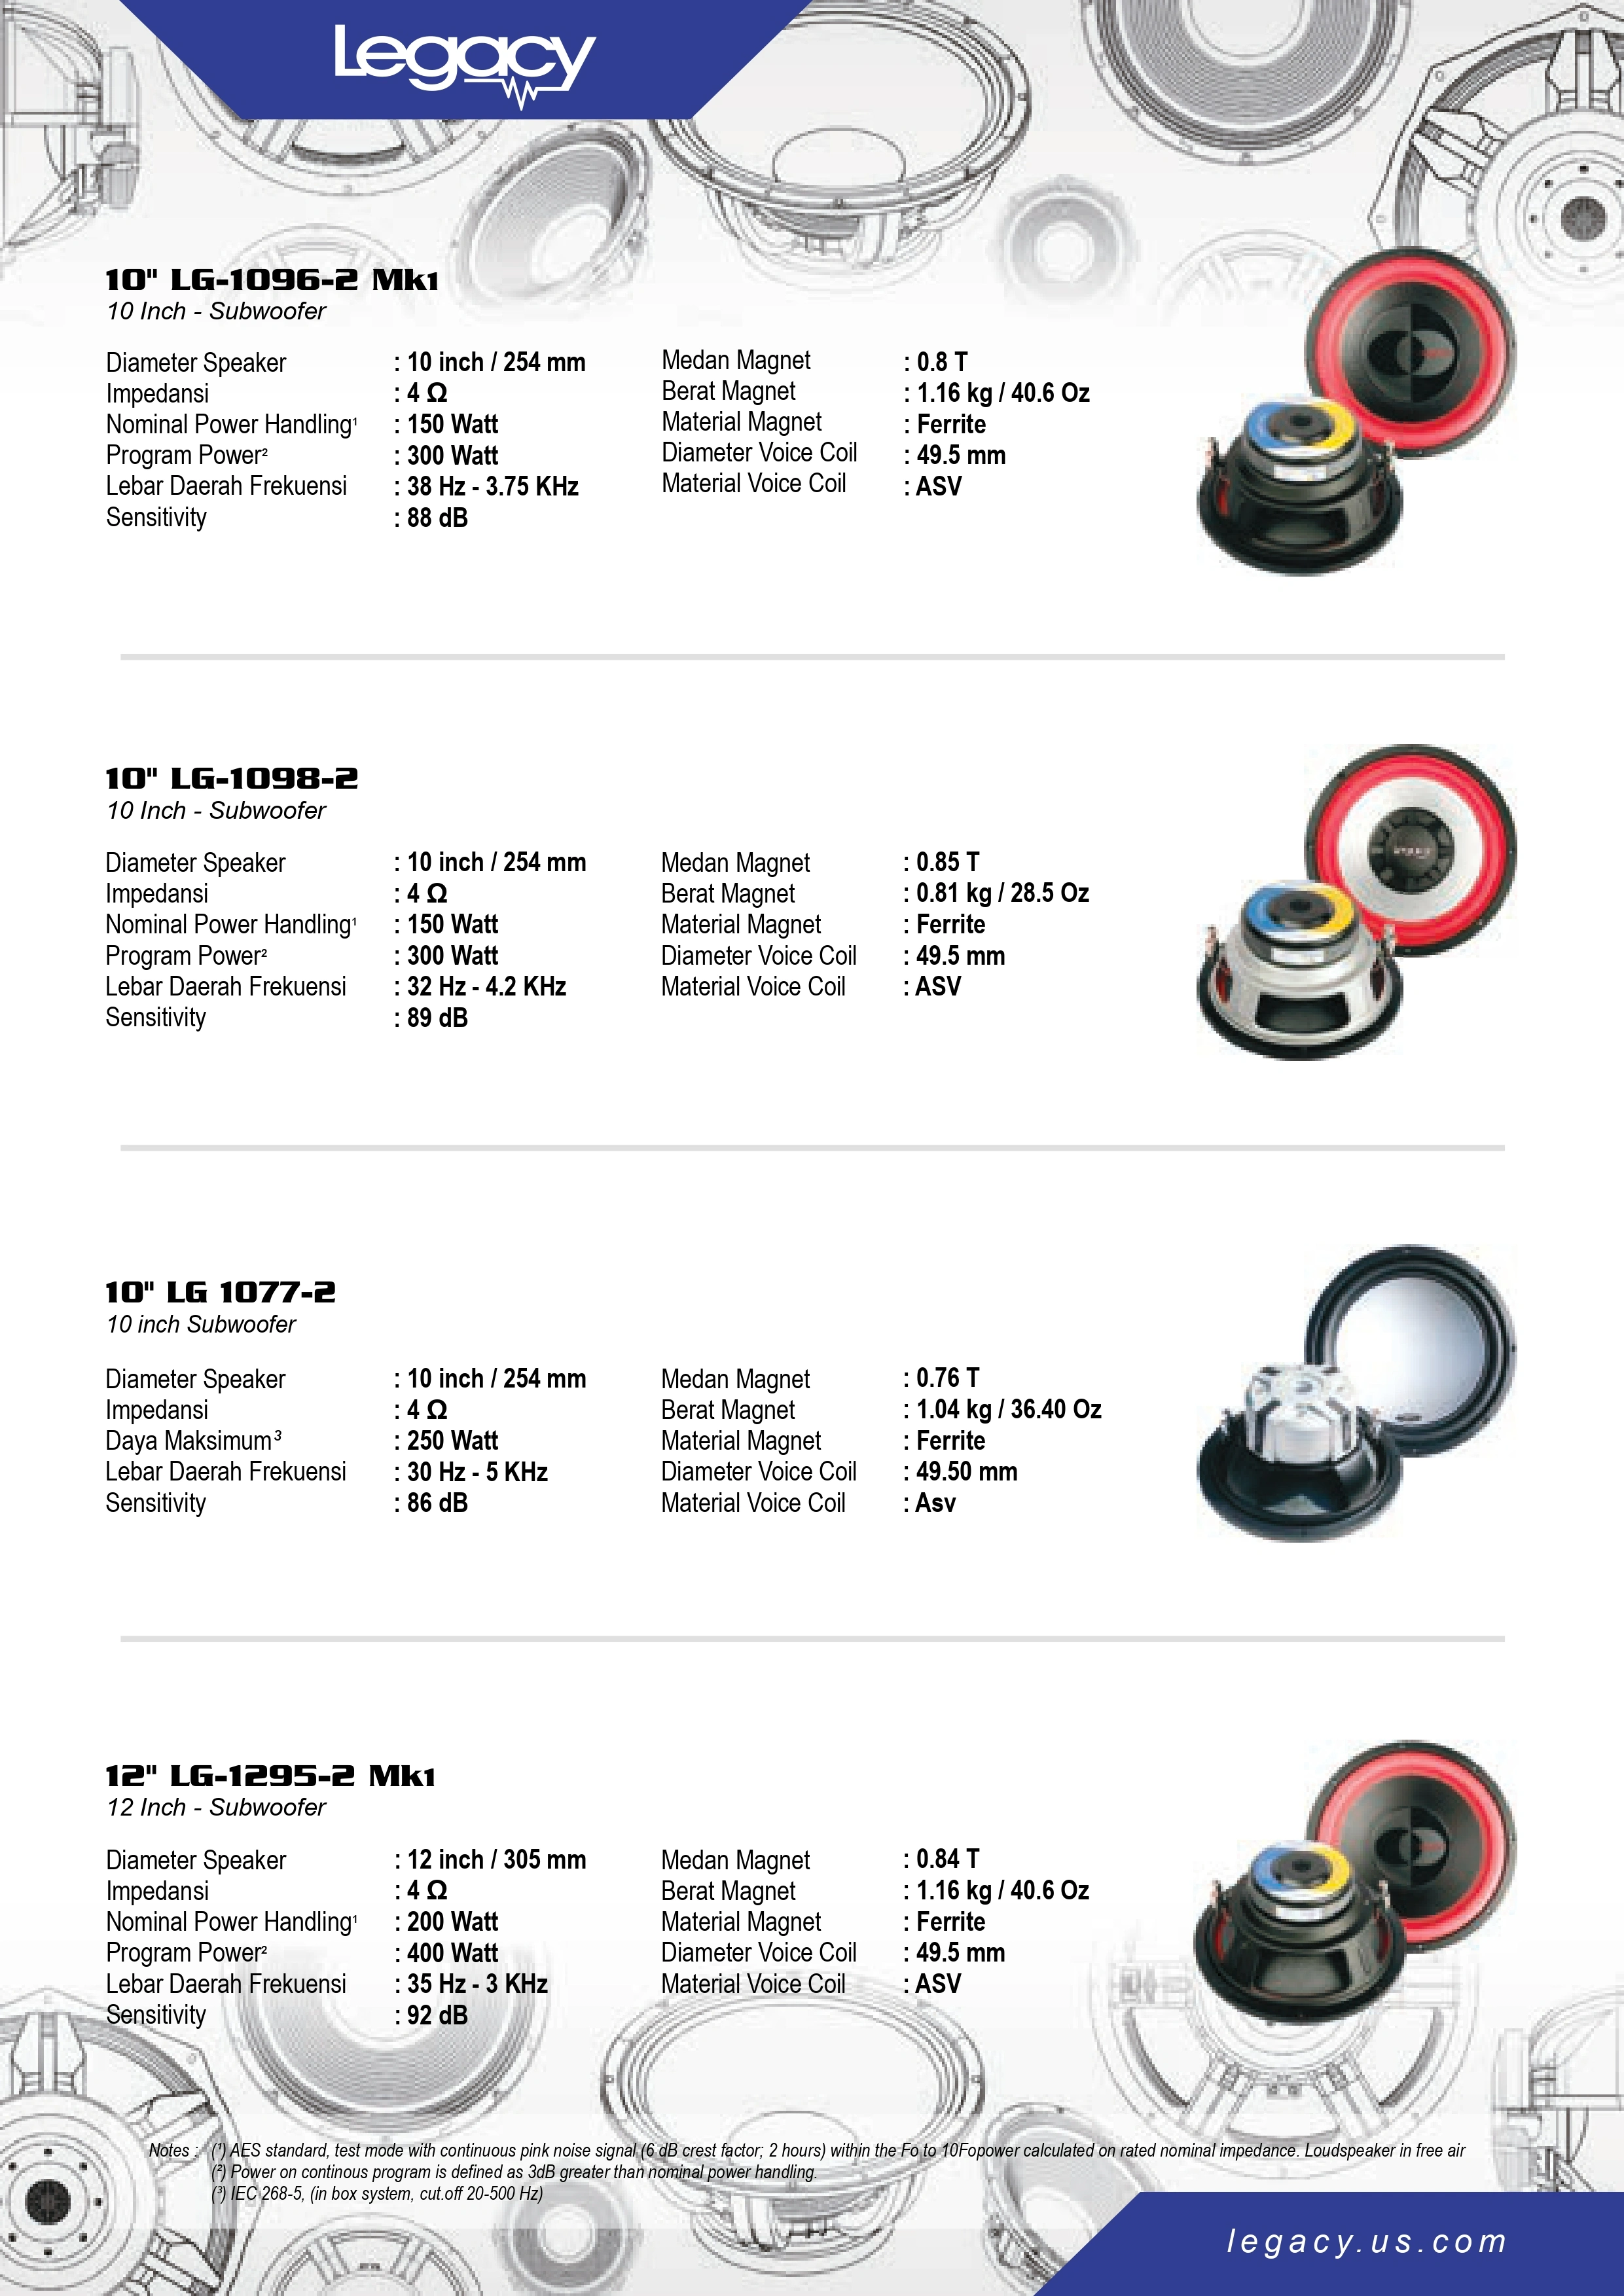 Legacy
10" LG-1096-2 Mk1
10 Inch - Subwoofer
Diameter Speaker : 10 inch / 254 mm
Impedansi : 4 Ω
Nominal Power Handling¹ : 150 Watt
Program Power² : 300 Watt
Lebar Daerah Frekuensi : 38 Hz - 3.75 KHz
Sensitivity : 88 dB
Medan Magnet : 0.8 T
Berat Magnet : 1.16 kg / 40.6 Oz
Material Magnet : Ferrite
Diameter Voice Coil : 49.5 mm
Material Voice Coil : ASV
10" LG-1098-2
10 Inch - Subwoofer
Diameter Speaker : 10 inch / 254 mm
Impedansi : 4 Ω
Nominal Power Handling¹ : 150 Watt
Program Power² : 300 Watt
Lebar Daerah Frekuensi : 32 Hz - 4.2 KHz
Sensitivity : 89 dB
Medan Magnet : 0.85 T
Berat Magnet : 0.81 kg / 28.5 Oz
Material Magnet : Ferrite
Diameter Voice Coil : 49.5 mm
Material Voice Coil : ASV
10" LG 1077-2
10 inch Subwoofer
Diameter Speaker : 10 inch / 254 mm
Impedansi : 4 Ω
Daya Maksimum³ : 250 Watt
Lebar Daerah Frekuensi : 30 Hz - 5 KHz
Sensitivity : 86 dB
Medan Magnet : 0.76 T
Berat Magnet : 1.04 kg / 36.40 Oz
Material Magnet : Ferrite
Diameter Voice Coil : 49.50 mm
Material Voice Coil : Asv
12" LG-1295-2 Mk1
12 Inch - Subwoofer
Diameter Speaker : 12 inch / 305 mm
Impedansi : 4 Ω
Nominal Power Handling¹ : 200 Watt
Program Power² : 400 Watt
Lebar Daerah Frekuensi : 35 Hz - 3 KHz
Sensitivity : 92 dB
Medan Magnet : 0.84 T
Berat Magnet : 1.16 kg / 40.6 Oz
Material Magnet : Ferrite
Diameter Voice Coil : 49.5 mm
Material Voice Coil : ASV
Notes : (¹) AES standard, test mode with continuous pink noise signal (6 dB crest factor; 2 hours) within the Fo to 10Fopower calculated on rated nominal impedance. Loudspeaker in free air
(²) Power on continous program is defined as 3dB greater than nominal power handling.
(³) IEC 268-5, (in box system, cut.off 20-500 Hz)
legacy.us.com